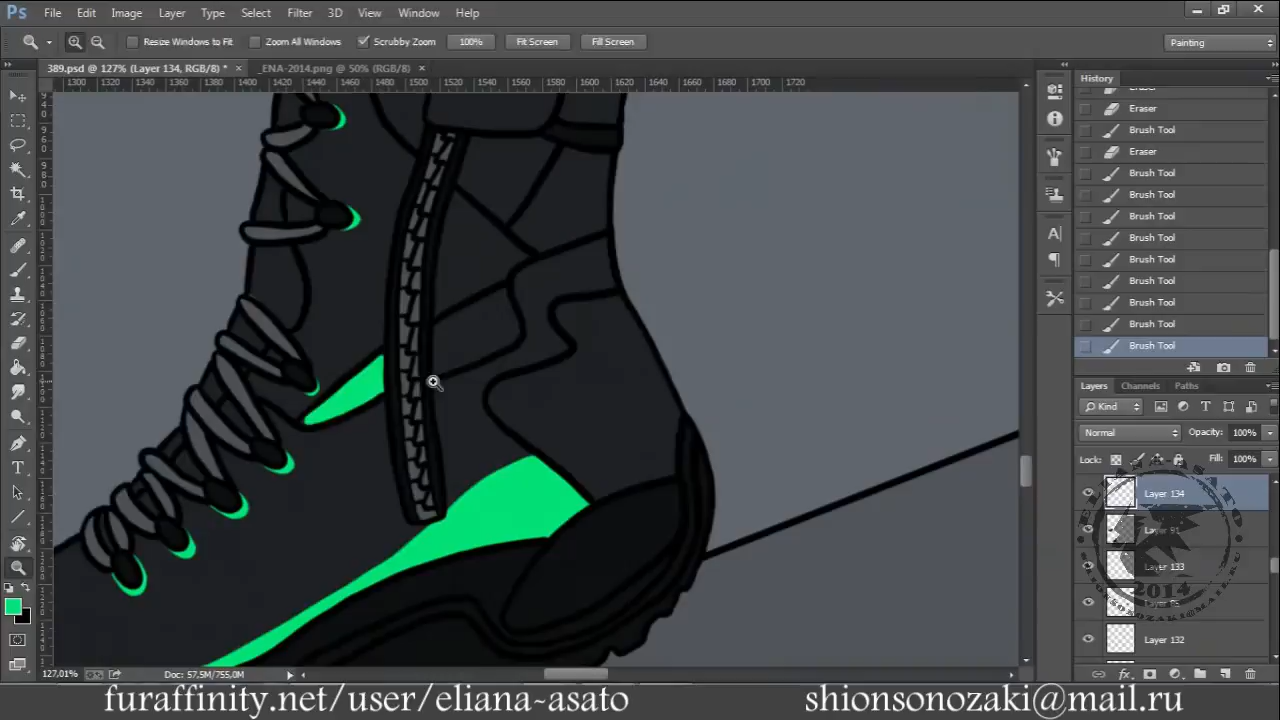 Ps File Edit Image Layer Type Select Filter 3D View Window Help
Resize Windows to Fit Zoom All Windows Scrubby Zoom 100% Fit Screen Fill Screen Painting
389.psd @ 127% (Layer 134, RGB/8) * × _ENA-2014.png @ 50% (RGB/8) ×
1300 1320 1340 1360 1380 1400 1420 1440 1460 1480 1500 1520 1540 1560 1580 1600 1620 1640 1660 1680 1700 1720
History
Eraser
Eraser
Brush Tool
Eraser
Brush Tool
Brush Tool
Brush Tool
Brush Tool
Brush Tool
Brush Tool
Brush Tool
Brush Tool
Brush Tool
Layers Channels Paths
Kind
Normal Opacity: 100%
Lock: Fill: 100%
Layer 134
Layer 91
Layer 133
Layer 132
2014
127,01% Doc: 57,5M/755,0M
furaffinity.net/user/eliana-asato shionsonozaki@mail.ru